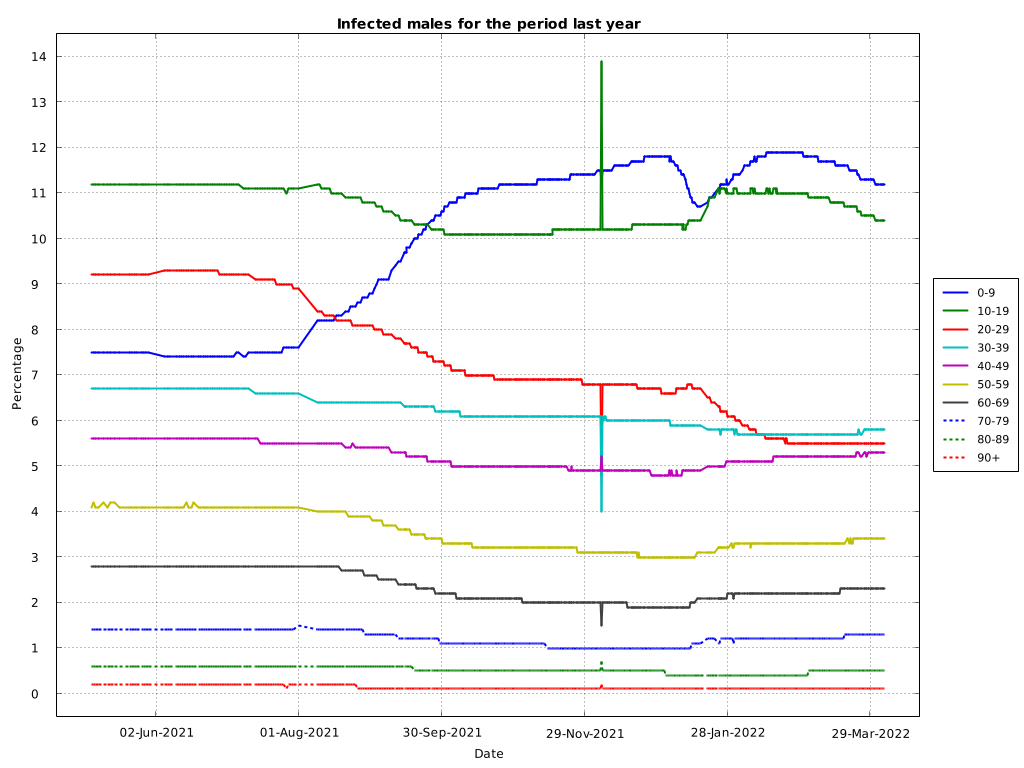 Infected males for the period last year
Percentage
14
13
12
11
10
9
8
7
6
5
4
3
2
1
0
02-Jun-2021
01-Aug-2021
30-Sep-2021
29-Nov-2021
28-Jan-2022
29-Mar-2022
Date
0-9
10-19
20-29
30-39
40-49
50-59
60-69
70-79
80-89
90+